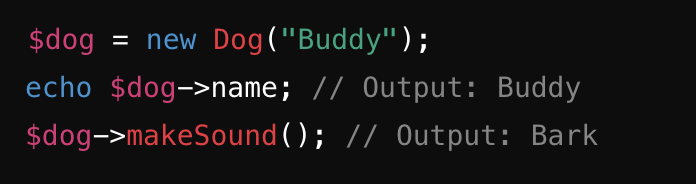 $dog = new Dog("Buddy");
echo $dog->name; // Output: Buddy
$dog->makeSound(); // Output: Bark